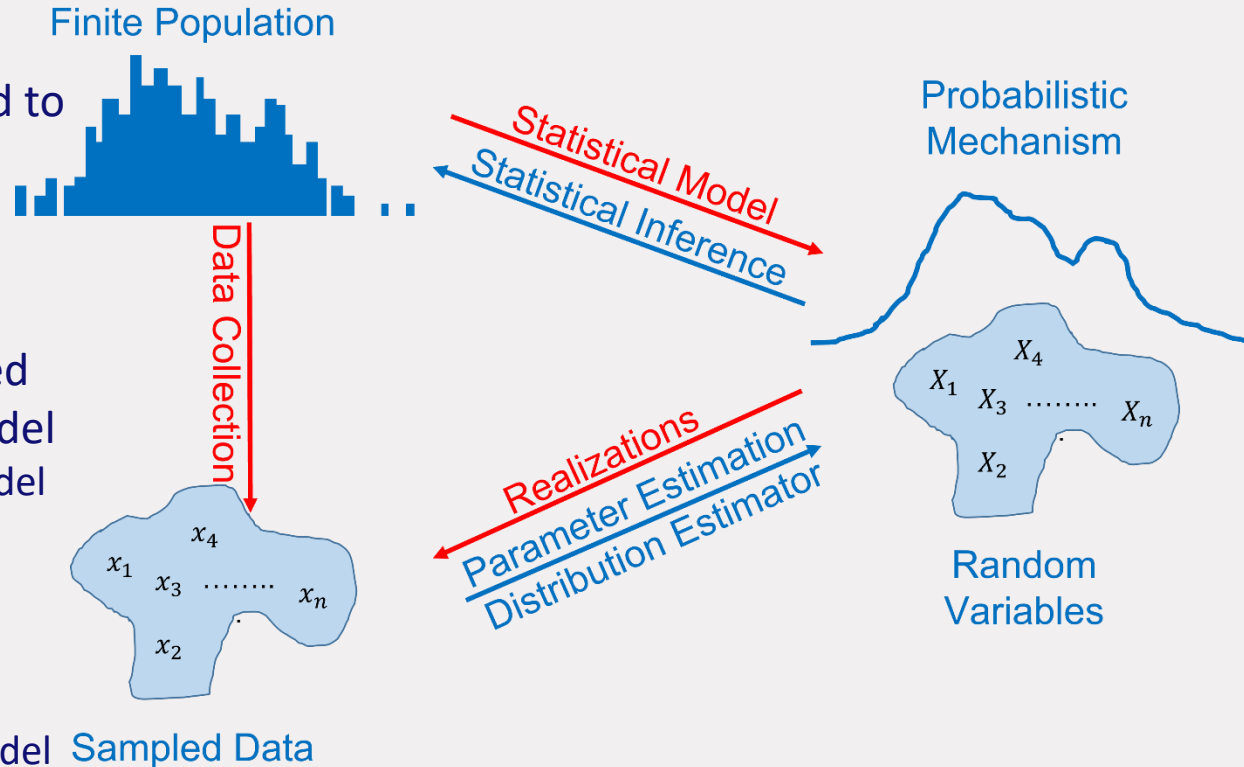 Finite Population
d to
Statistical Model
Statistical Inference
Probabilistic
Mechanism
Data Collection
ed
del
del
Realizations
Parameter Estimation
Distribution Estimator
X₄
X₁ X₃ ........ Xₙ
.
X₂
Random
Variables
x₄
x₁ x₃ ........ xₙ
.
x₂
del
Sampled Data